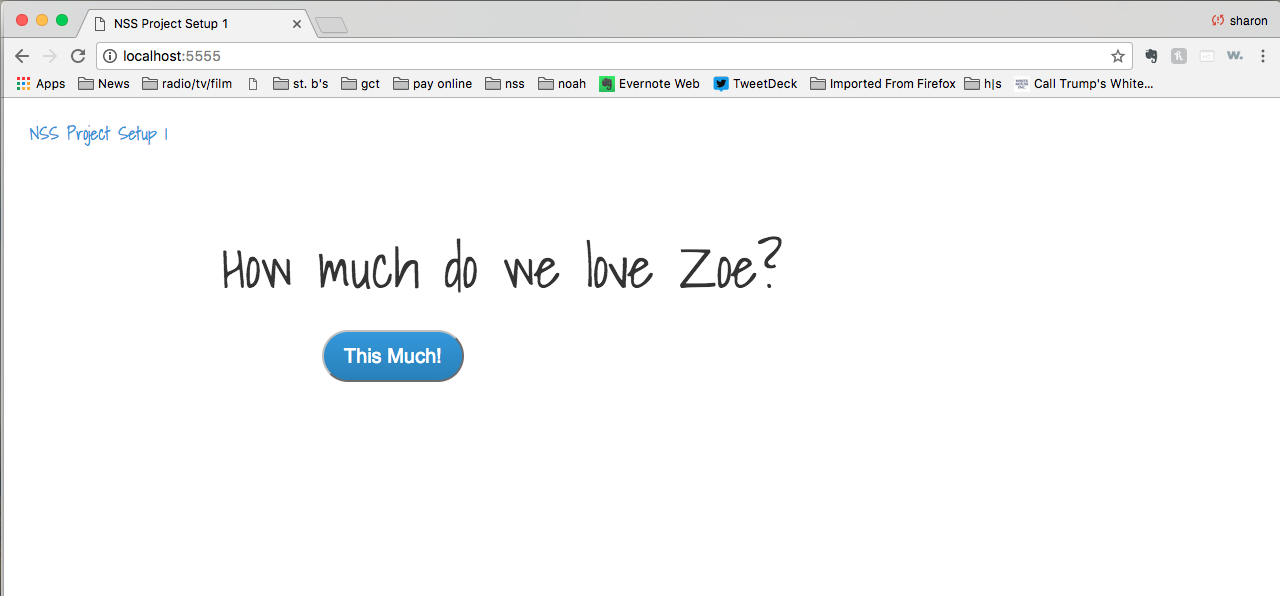 NSS Project Setup 1
sharon
localhost:5555
w.
Apps News radio/tv/film st. b's gct pay online nss noah Evernote Web TweetDeck Imported From Firefox h|s Call Trump's White...
NSS Project Setup 1
How much do we love Zoe?
This Much!